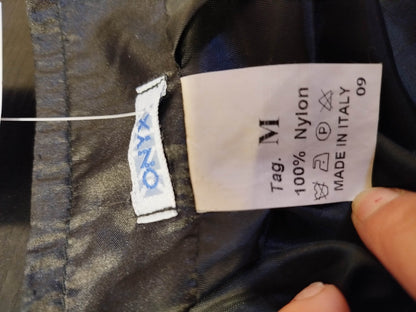 ONYX
Tag. M
100% Nylon
MADE IN ITALY
09